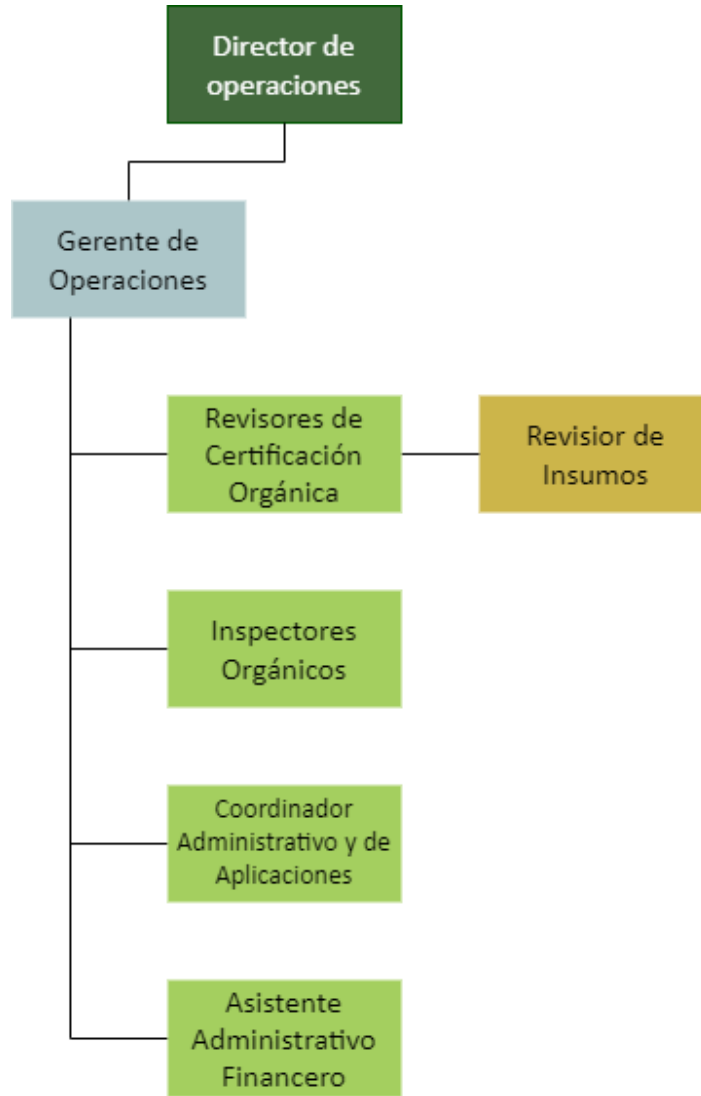 Director de
operaciones
Gerente de
Operaciones
Revisores de
Certificación
Orgánica
Revisior de
Insumos
Inspectores
Orgánicos
Coordinador
Administrativo y de
Aplicaciones
Asistente
Administrativo
Financero